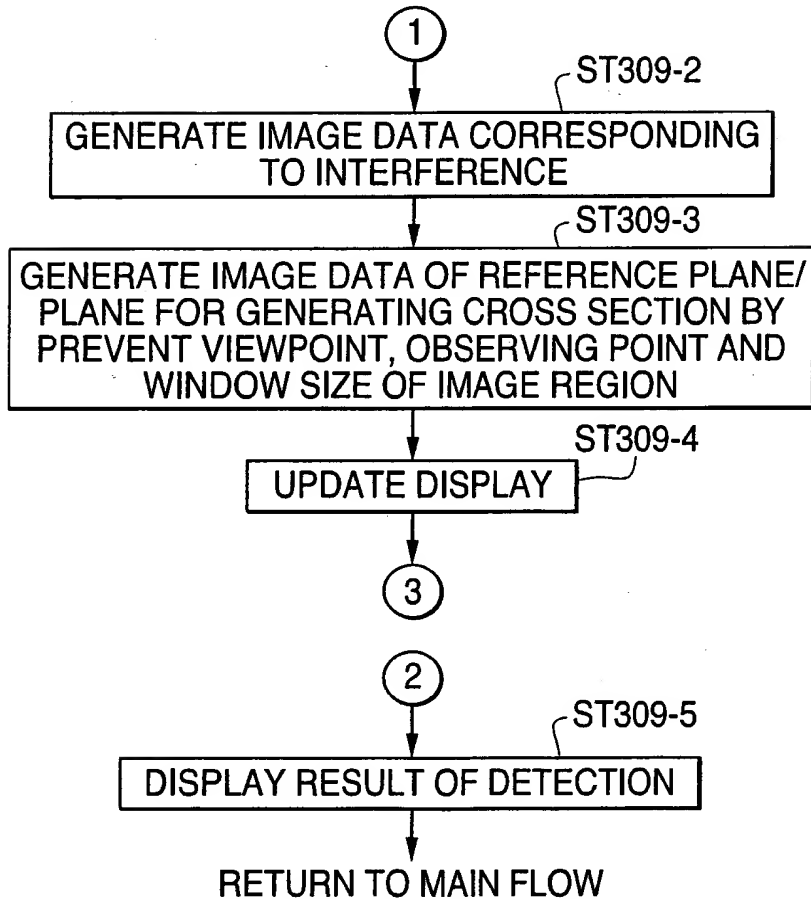 1
ST309-2
GENERATE IMAGE DATA CORRESPONDING
TO INTERFERENCE
ST309-3
GENERATE IMAGE DATA OF REFERENCE PLANE/
PLANE FOR GENERATING CROSS SECTION BY
PREVENT VIEWPOINT, OBSERVING POINT AND
WINDOW SIZE OF IMAGE REGION
ST309-4
UPDATE DISPLAY
3
2
ST309-5
DISPLAY RESULT OF DETECTION
RETURN TO MAIN FLOW